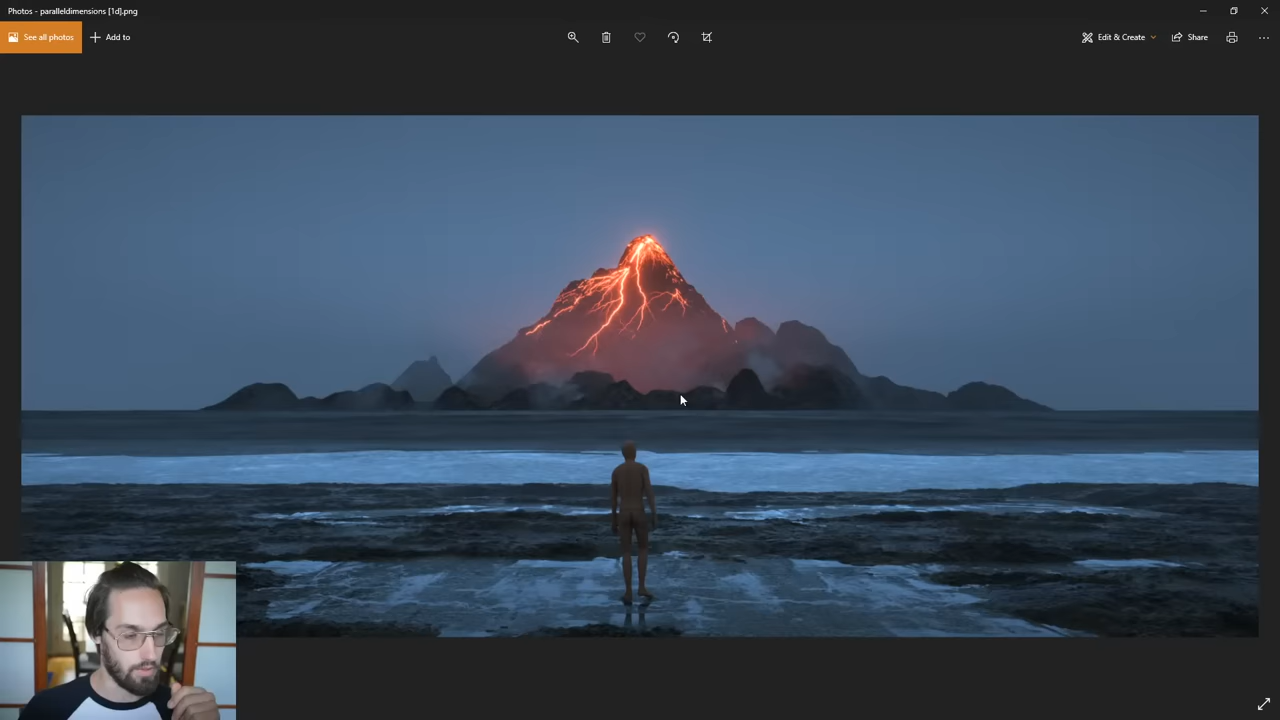 Photos - paralleldimensions [1d].png
See all photos
Add to
Edit & Create
Share